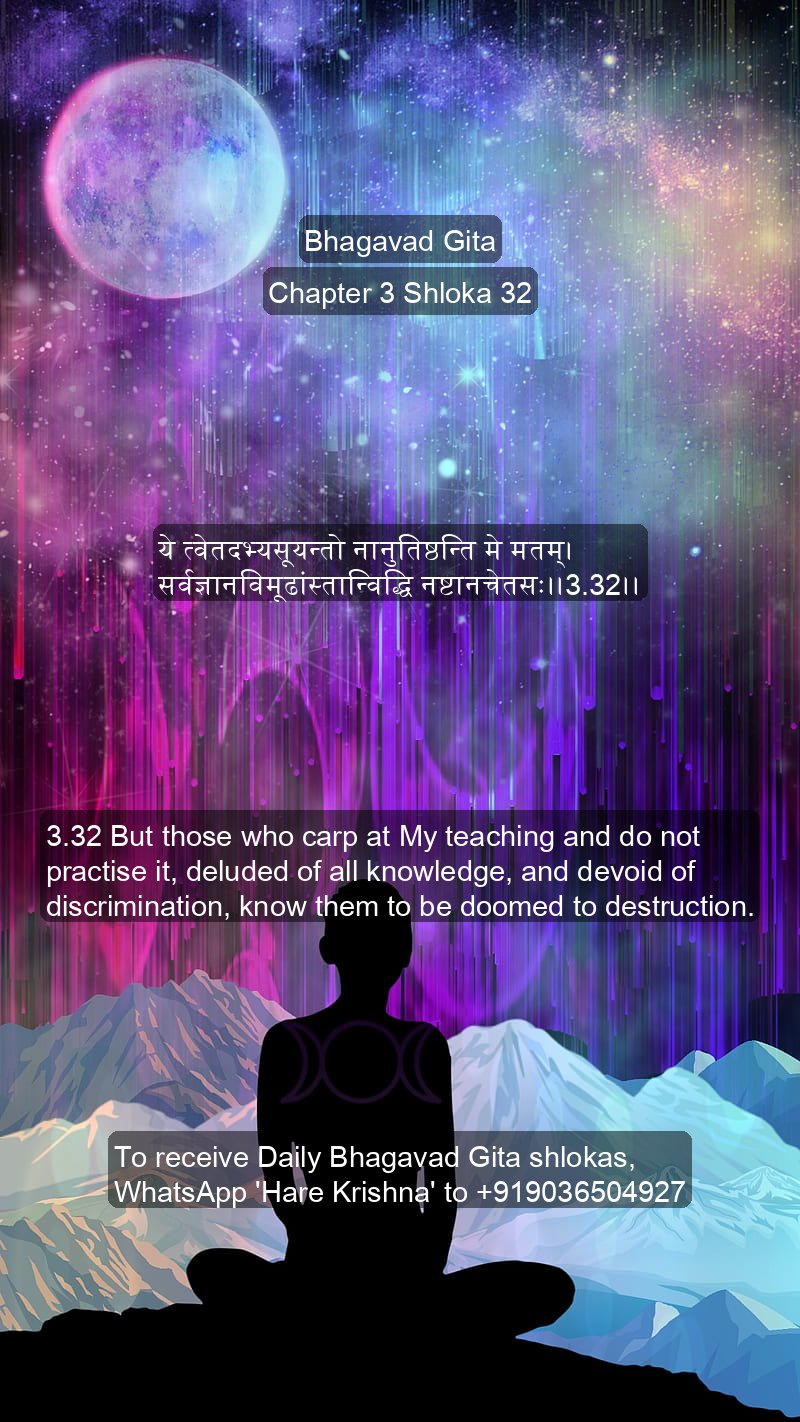 Bhagavad Gita
Chapter 3 Shloka 32
ये त्वेतदभ्यसूयन्तो नानुतिष्ठन्ति मे मतम्।
सर्वज्ञानविमूढांस्तान्विद्धि नष्टानचेतसः।।3.32।।
3.32 But those who carp at My teaching and do not
practise it, deluded of all knowledge, and devoid of
discrimination, know them to be doomed to destruction.
To receive Daily Bhagavad Gita shlokas,
WhatsApp 'Hare Krishna' to +919036504927